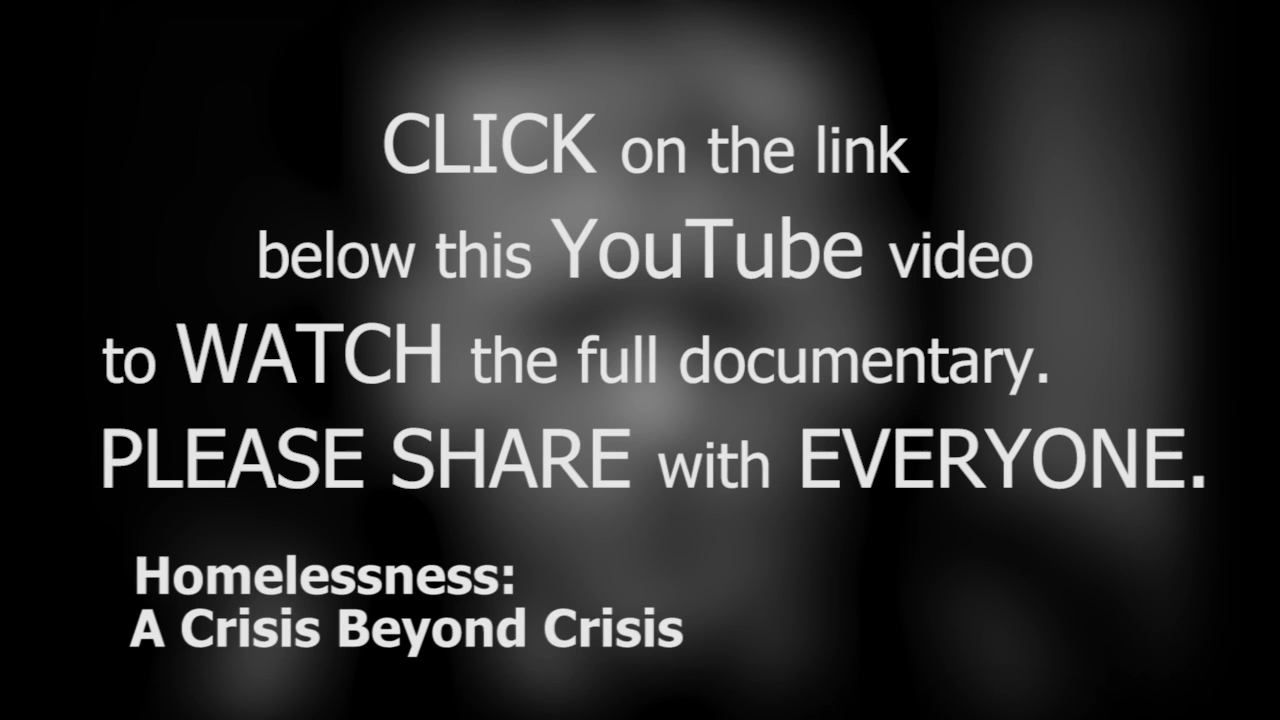 CLICK on the link
below this YouTube video
to WATCH the full documentary.
PLEASE SHARE with EVERYONE.
Homelessness:
A Crisis Beyond Crisis